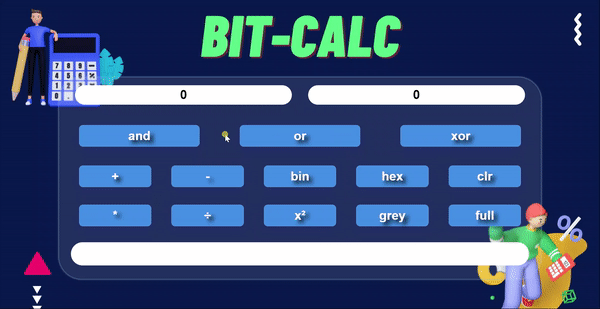 BIT-CALC
0 0
and or xor
+ - bin hex clr
* ÷ x² grey full
%